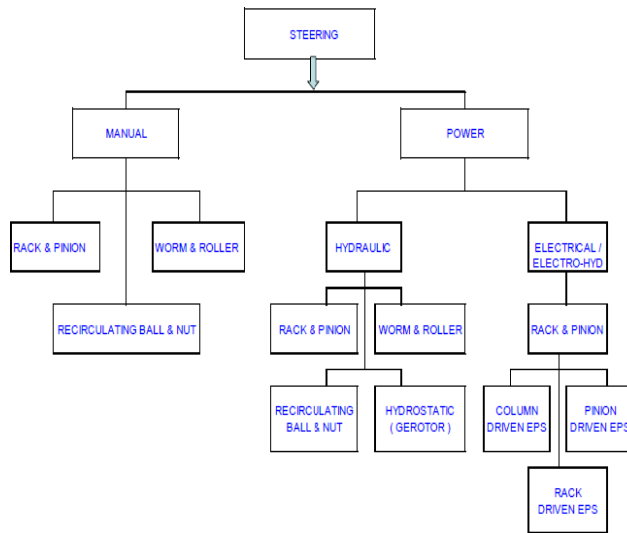 STEERING
MANUAL
POWER
RACK & PINION
WORM & ROLLER
HYDRAULIC
ELECTRICAL /
ELECTRO-HYD
RECIRCULATING BALL & NUT
RACK & PINION
WORM & ROLLER
RACK & PINION
RECIRCULATING
BALL & NUT
HYDROSTATIC
( GEROTOR )
COLUMN
DRIVEN EPS
PINION
DRIVEN EPS
RACK
DRIVEN EPS